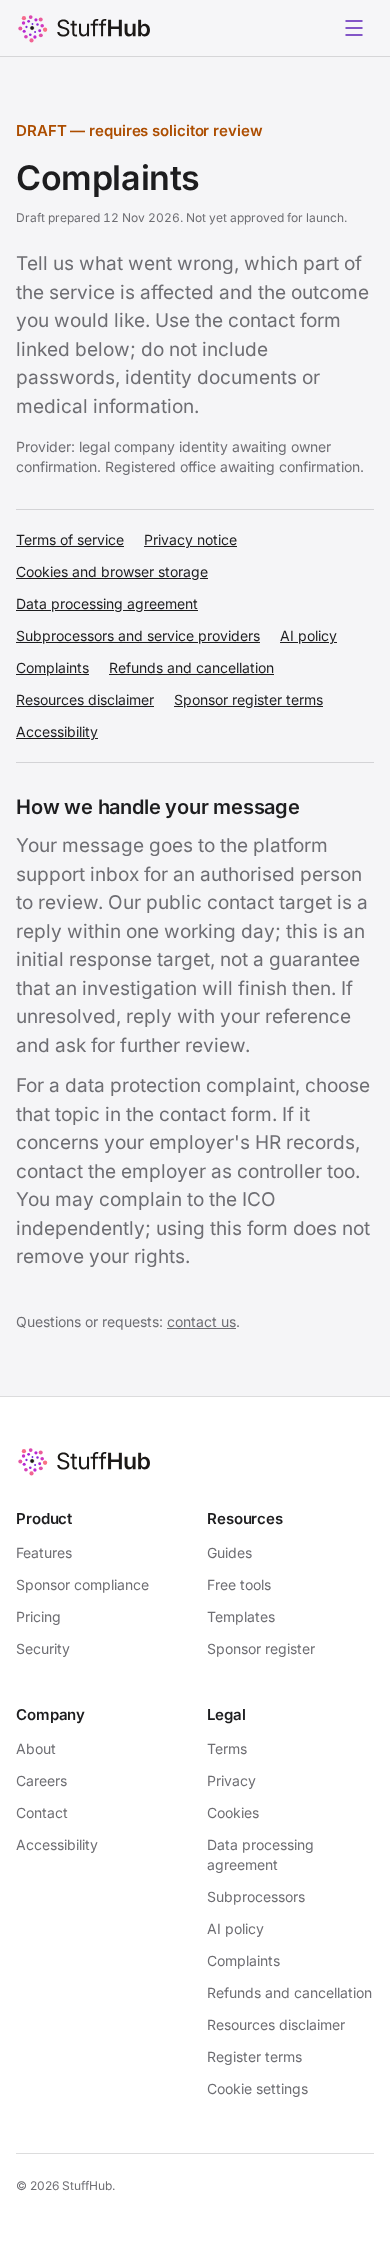 StuffHub
DRAFT — requires solicitor review
Complaints
Draft prepared 12 Nov 2026. Not yet approved for launch.
Tell us what went wrong, which part of
the service is affected and the outcome
you would like. Use the contact form
linked below; do not include
passwords, identity documents or
medical information.
Provider: legal company identity awaiting owner
confirmation. Registered office awaiting confirmation.
Terms of service Privacy notice
Cookies and browser storage
Data processing agreement
Subprocessors and service providers AI policy
Complaints Refunds and cancellation
Resources disclaimer Sponsor register terms
Accessibility
How we handle your message
Your message goes to the platform
support inbox for an authorised person
to review. Our public contact target is a
reply within one working day; this is an
initial response target, not a guarantee
that an investigation will finish then. If
unresolved, reply with your reference
and ask for further review.
For a data protection complaint, choose
that topic in the contact form. If it
concerns your employer's HR records,
contact the employer as controller too.
You may complain to the ICO
independently; using this form does not
remove your rights.
Questions or requests: contact us.
StuffHub
Product
Features
Sponsor compliance
Pricing
Security
Resources
Guides
Free tools
Templates
Sponsor register
Company
About
Careers
Contact
Accessibility
Legal
Terms
Privacy
Cookies
Data processing
agreement
Subprocessors
AI policy
Complaints
Refunds and cancellation
Resources disclaimer
Register terms
Cookie settings
© 2026 StuffHub.